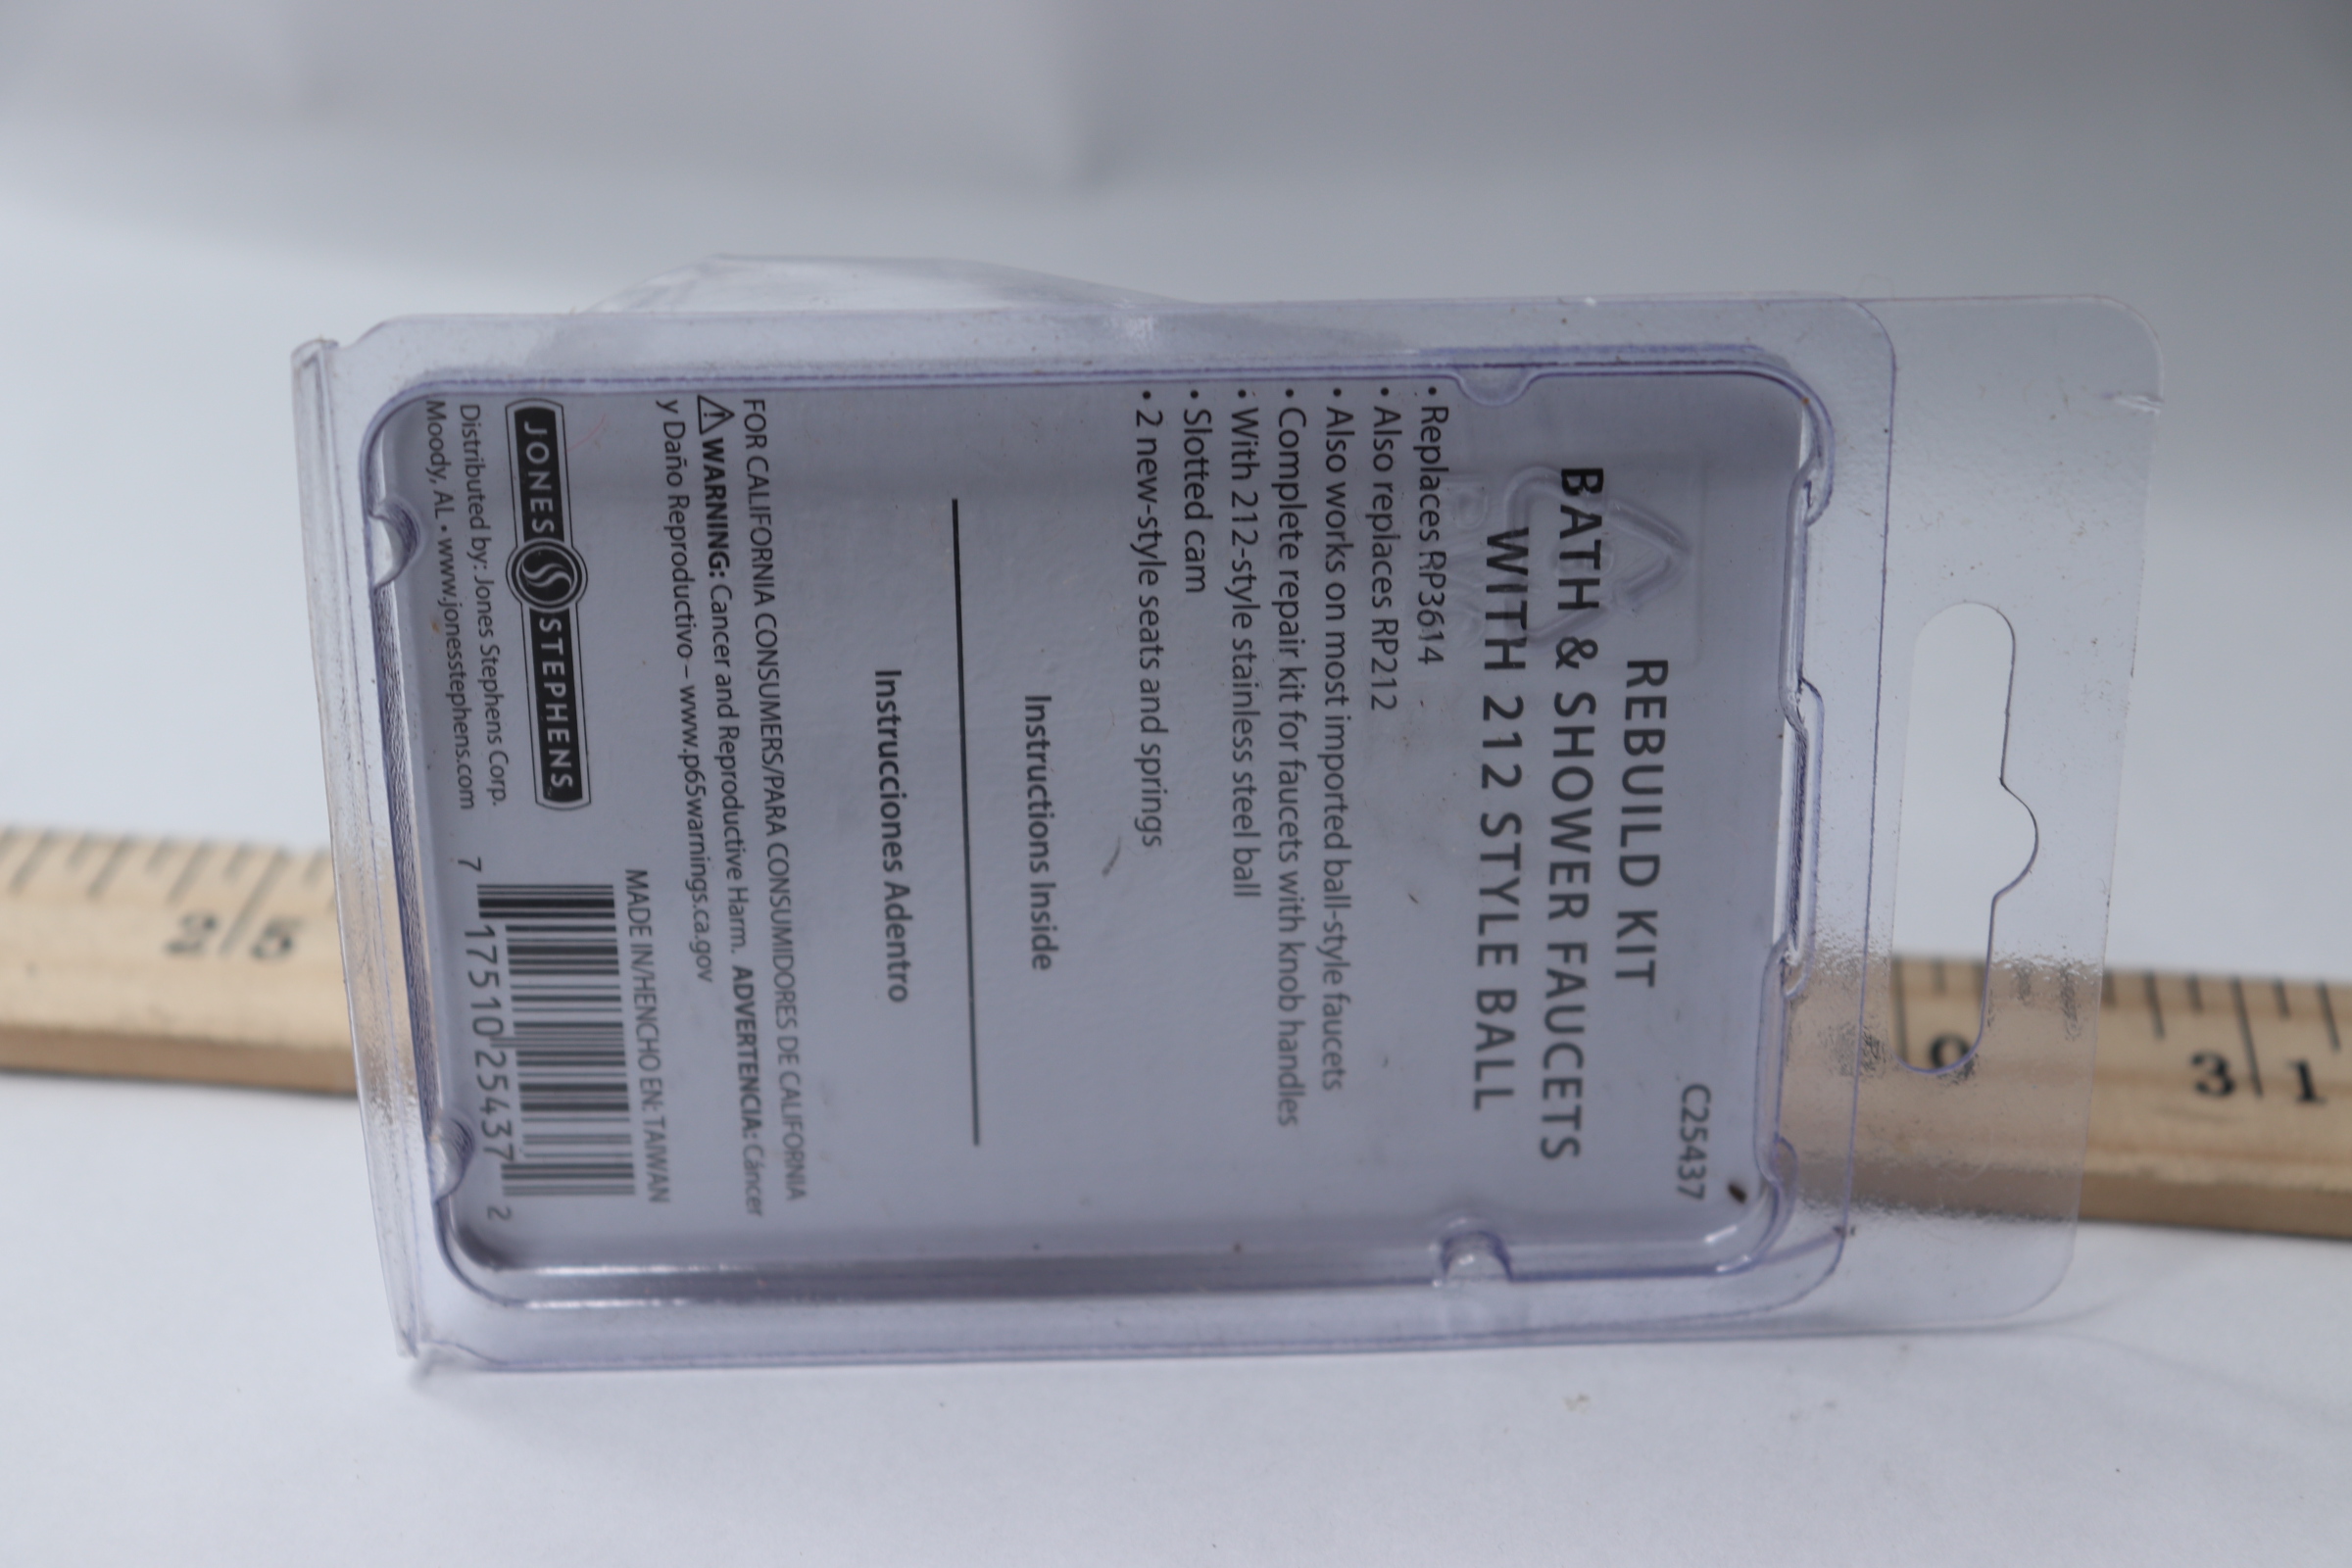 C25437
REBUILD KIT
BATH & SHOWER FAUCETS
WITH 212 STYLE BALL
• Replaces RP3614
• Also replaces RP212
• Also works on most imported ball-style faucets
• Complete repair kit for faucets with knob handles
• With 212-style stainless steel ball
• Slotted cam
• 2 new-style seats and springs
Instructions Inside
Instrucciones Adentro
FOR CALIFORNIA CONSUMERS/PARA CONSUMIDORES DE CALIFORNIA
⚠WARNING: Cancer and Reproductive Harm. ADVERTENCIA: Cáncer
y Daño Reproductivo – www.p65warnings.ca.gov
MADE IN/HENCHO EN: TAIWAN
JONES STEPHENS
Distributed by: Jones Stephens Corp.
Moody, AL • www.jonesstephens.com
7 17510 25437 2
2 5
9
3 1